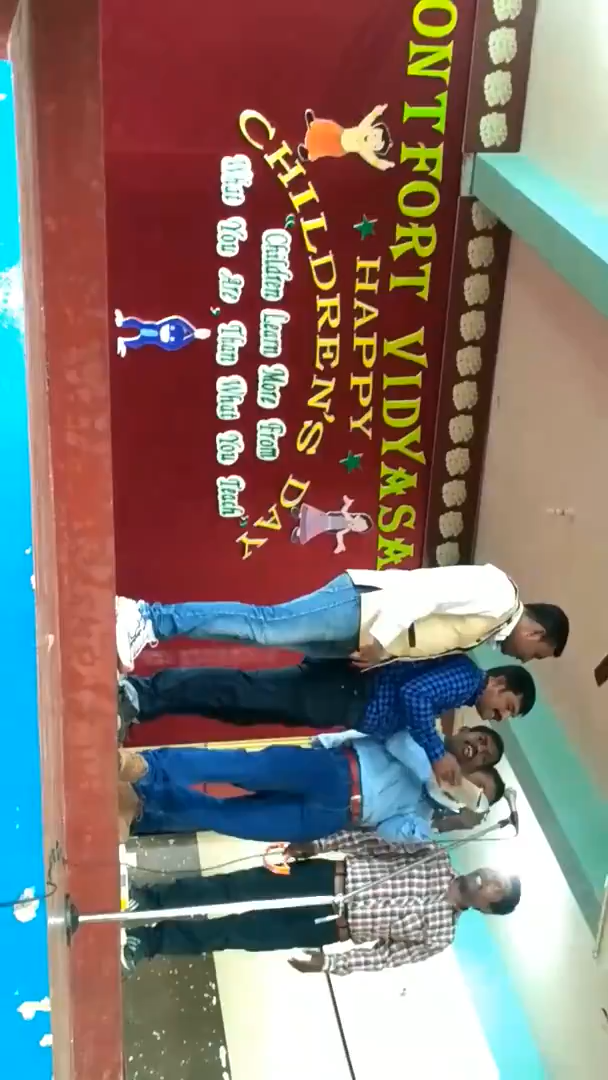 ONTFORT VIDYASA
HAPPY
CHILDREN'S DAY
"Children Learn More From
What You Are, Than What You Teach"